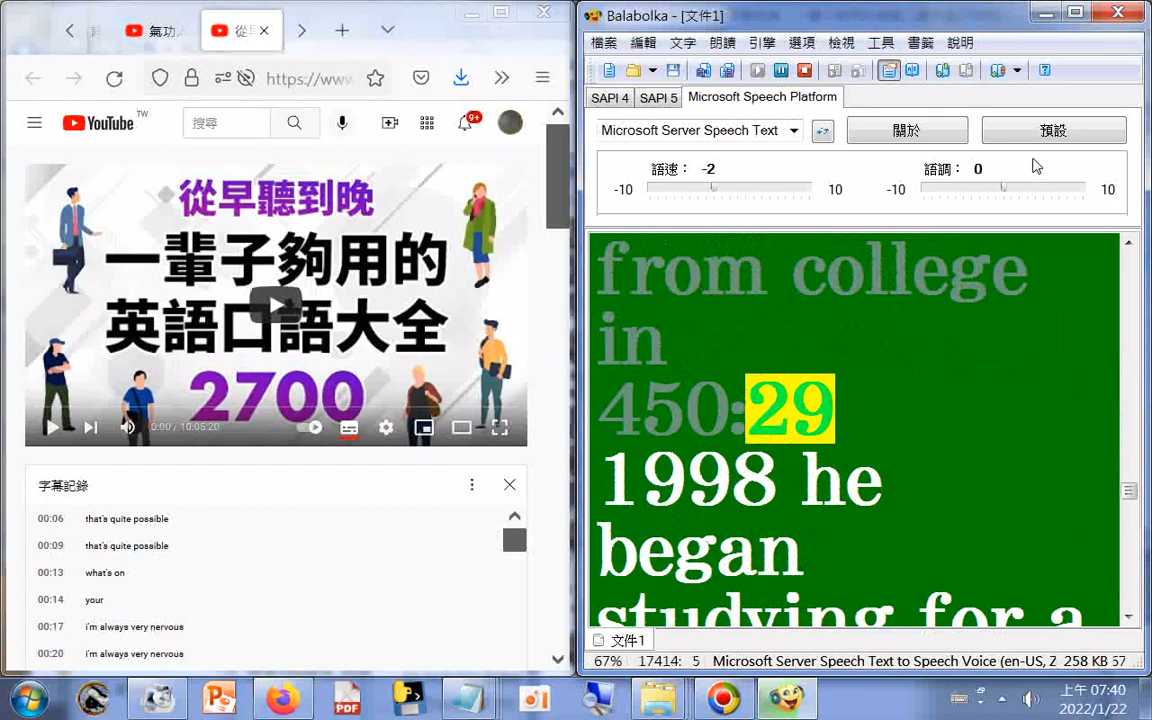 氣功
從
https://www
YouTube TW
搜尋
9+
從早聽到晚
一輩子夠用的
英語口語大全
2700
0:00 / 10:05:20
字幕記錄
00:06 that's quite possible
00:09 that's quite possible
00:13 what's on
00:14 your
00:17 i'm always very nervous
00:20 i'm always very nervous
Balabolka - [文件1]
檔案 編輯 文字 朗讀 引擎 選項 檢視 工具 書籤 說明
SAPI 4 SAPI 5 Microsoft Speech Platform
Microsoft Server Speech Text 關於 預設
語速： -2 語調： 0
-10 10 -10 10
from college
in
450:29
1998 he
began
studying for a
文件1
67% 17414: 5 Microsoft Server Speech Text to Speech Voice (en-US, Z 258 KB 57
PDF
上午 07:40
2022/1/22